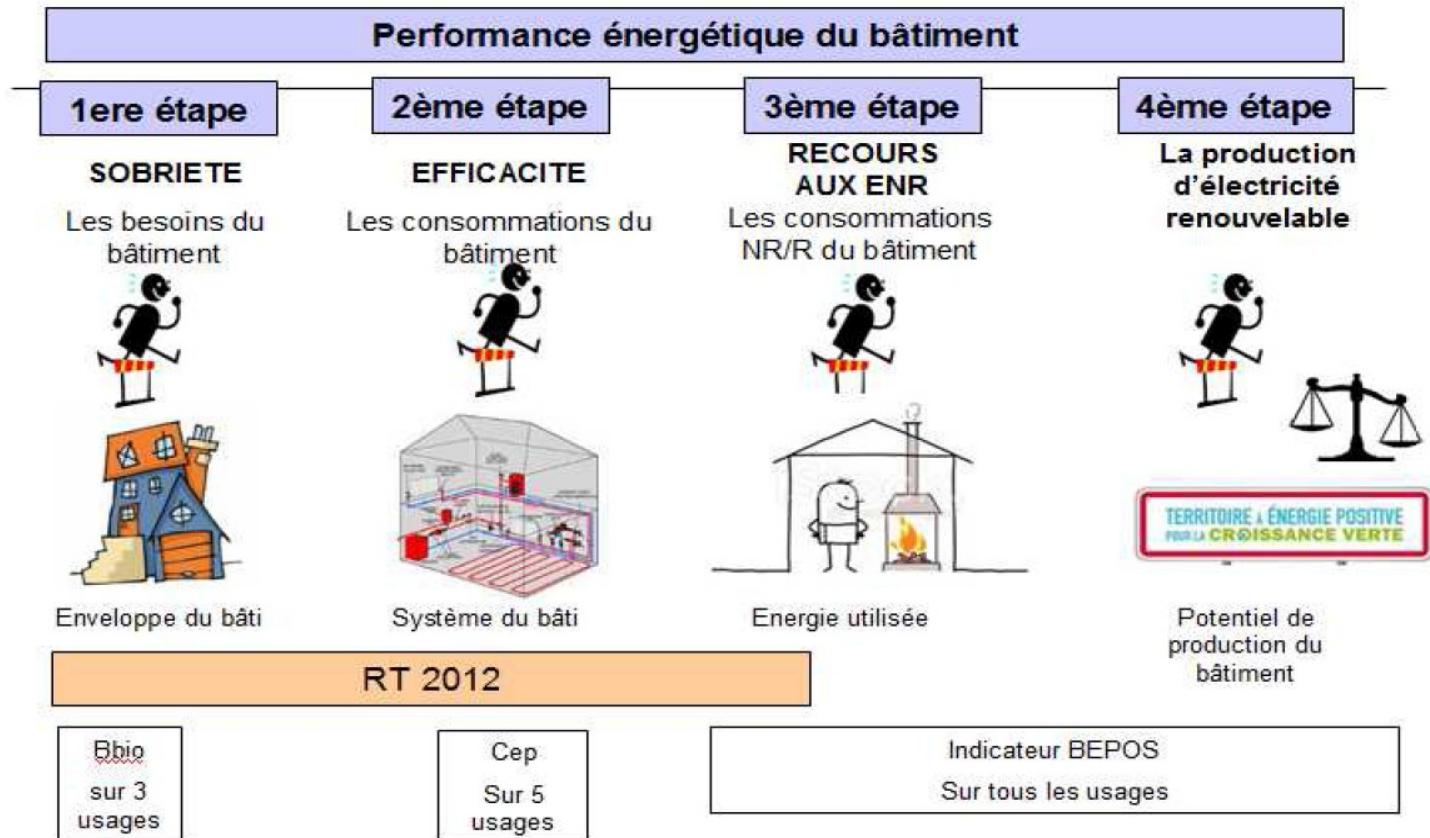 Performance énergétique du bâtiment
1ere étape
2ème étape
3ème étape
4ème étape
SOBRIETE
Les besoins du
bâtiment
EFFICACITE
Les consommations du
bâtiment
RECOURS
AUX ENR
Les consommations
NR/R du bâtiment
La production
d'électricité
renouvelable
TERRITOIRE À ÉNERGIE POSITIVE
POUR LA CROISSANCE VERTE
Enveloppe du bâti
Système du bâti
Energie utilisée
Potentiel de
production du
bâtiment
RT 2012
Bbio
sur 3
usages
Cep
Sur 5
usages
Indicateur BEPOS
Sur tous les usages